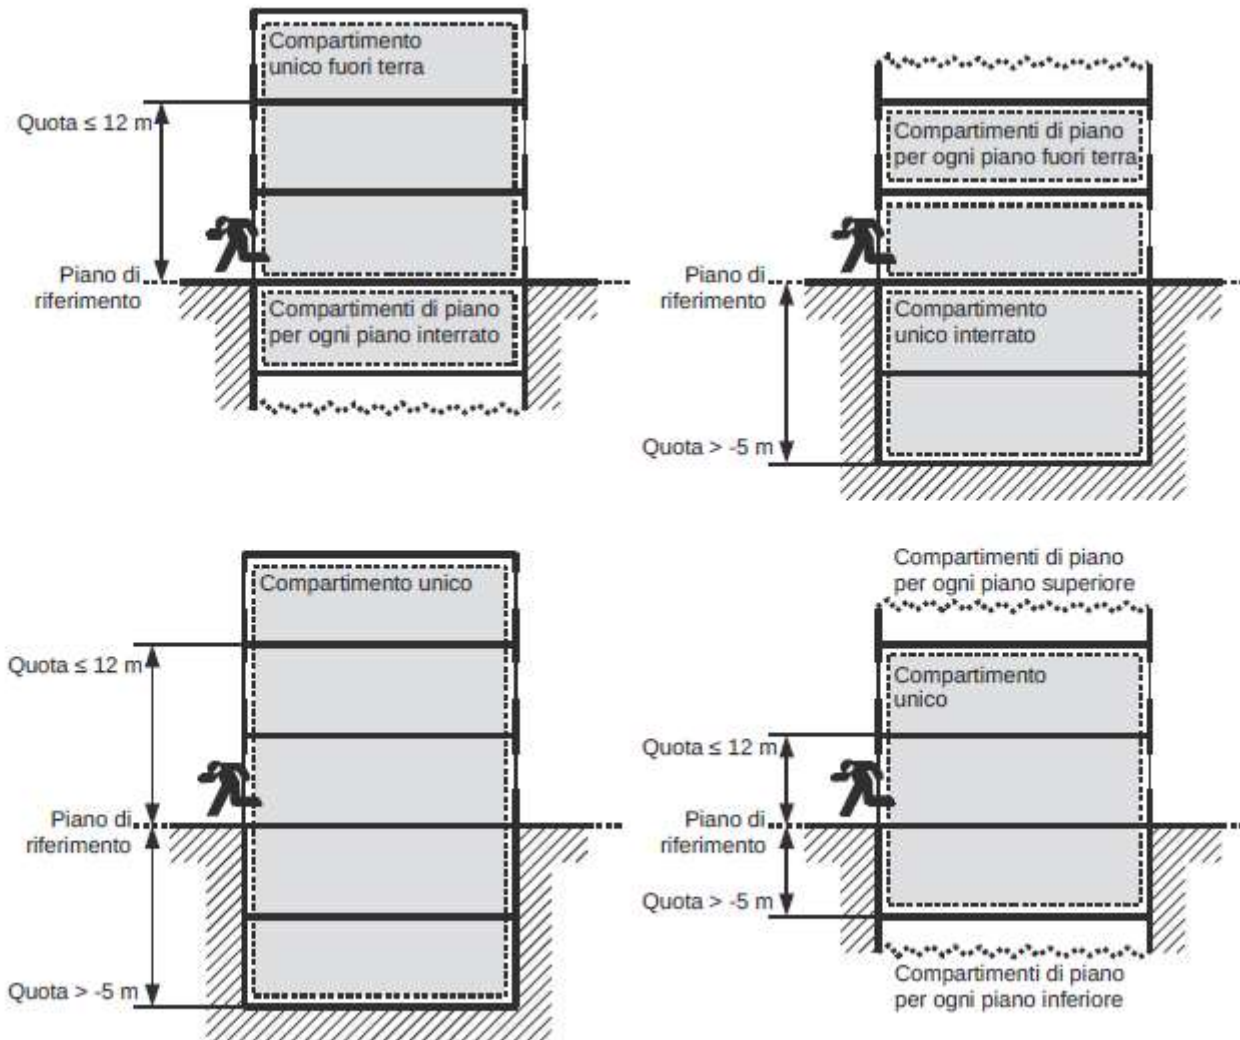 Compartimento
unico fuori terra
Quota ≤ 12 m
Piano di
riferimento
Compartimenti di piano
per ogni piano interrato
Compartimenti di piano
per ogni piano fuori terra
Piano di
riferimento
Compartimento
unico interrato
Quota > -5 m
Compartimento unico
Quota ≤ 12 m
Piano di
riferimento
Quota > -5 m
Compartimenti di piano
per ogni piano superiore
Compartimento
unico
Quota ≤ 12 m
Piano di
riferimento
Quota > -5 m
Compartimenti di piano
per ogni piano inferiore